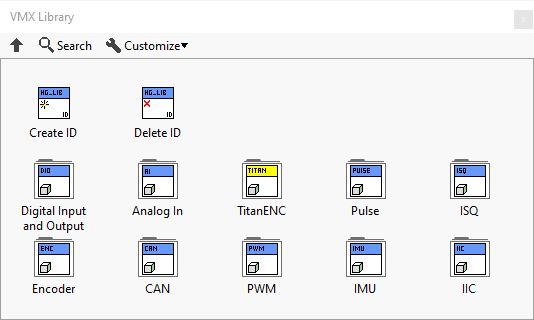 VMX Library
x
Search Customize
HG_LIB HG_LIB
ID ID
Create ID Delete ID
DIO AI TITAN PULSE ISQ
Digital Input Analog In TitanENC Pulse ISQ
and Output
ENC CAN PWM IMU IIC
Encoder CAN PWM IMU IIC